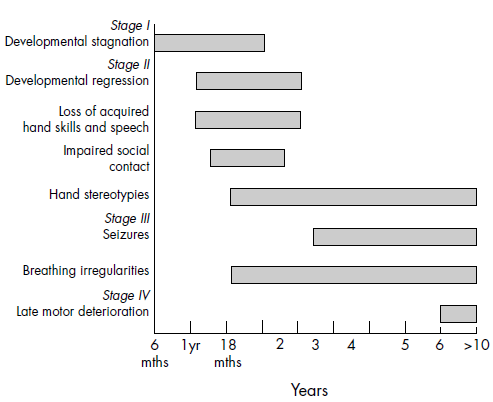 Stage I
Developmental stagnation
Stage II
Developmental regression
Loss of acquired
hand skills and speech
Impaired social
contact
Hand stereotypies
Stage III
Seizures
Breathing irregularities
Stage IV
Late motor deterioration
6 1yr 18 2 3 4 5 6 >10
mths mths
Years